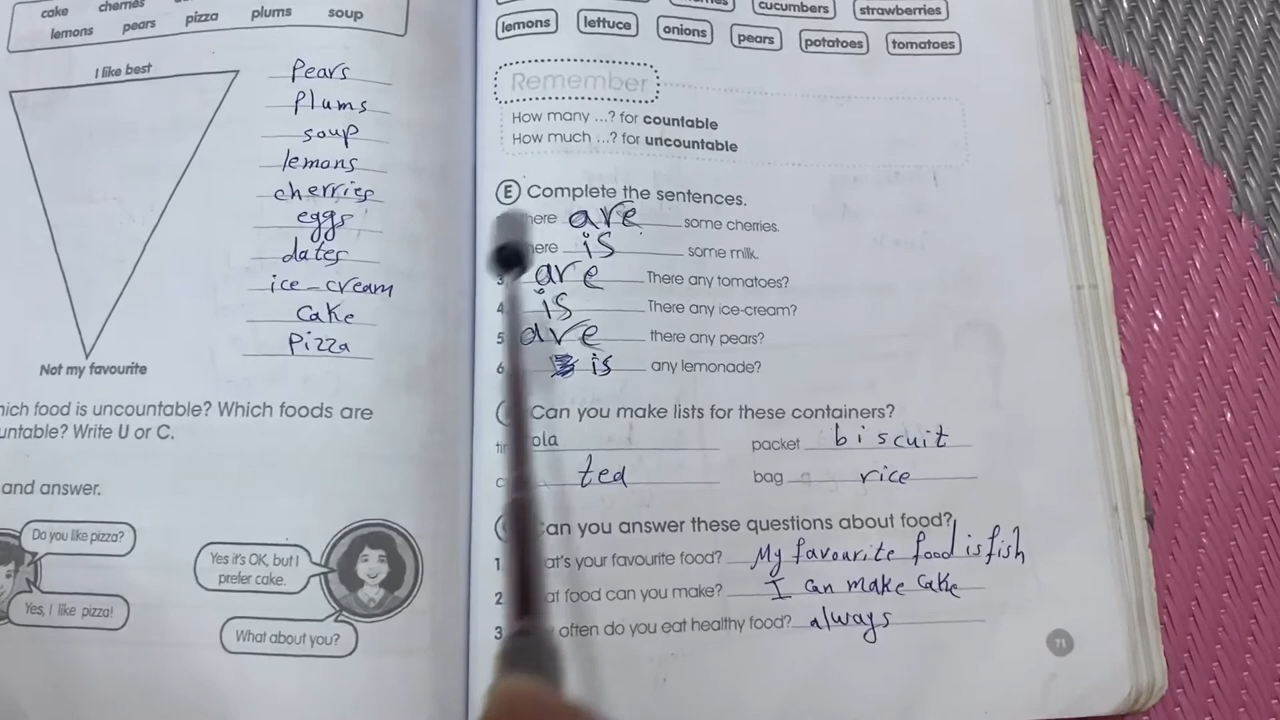 cake cherries
lemons pears pizza plums soup
I like best
Not my favourite
Pears
Plums
soup
lemons
cherries
eggs
dates
ice-cream
Cake
Pizza
hich food is uncountable? Which foods are
untable? Write U or C.
and answer.
Do you like pizza?
Yes, I like pizza!
Yes it's OK, but I
prefer cake.
What about you?
cucumbers strawberries
lemons lettuce onions pears potatoes tomatoes
Remember
How many ...? for countable
How much ...? for uncountable
E Complete the sentences.
here are some cherries.
here is some milk.
3 are There any tomatoes?
4 is There any ice-cream?
5 are there any pears?
6 is any lemonade?
Can you make lists for these containers?
ola packet biscuit
ted bag rice
an you answer these questions about food?
1 at's your favourite food? My favourite food is fish
2 at food can you make? I can make Cake
3 often do you eat healthy food? always
71